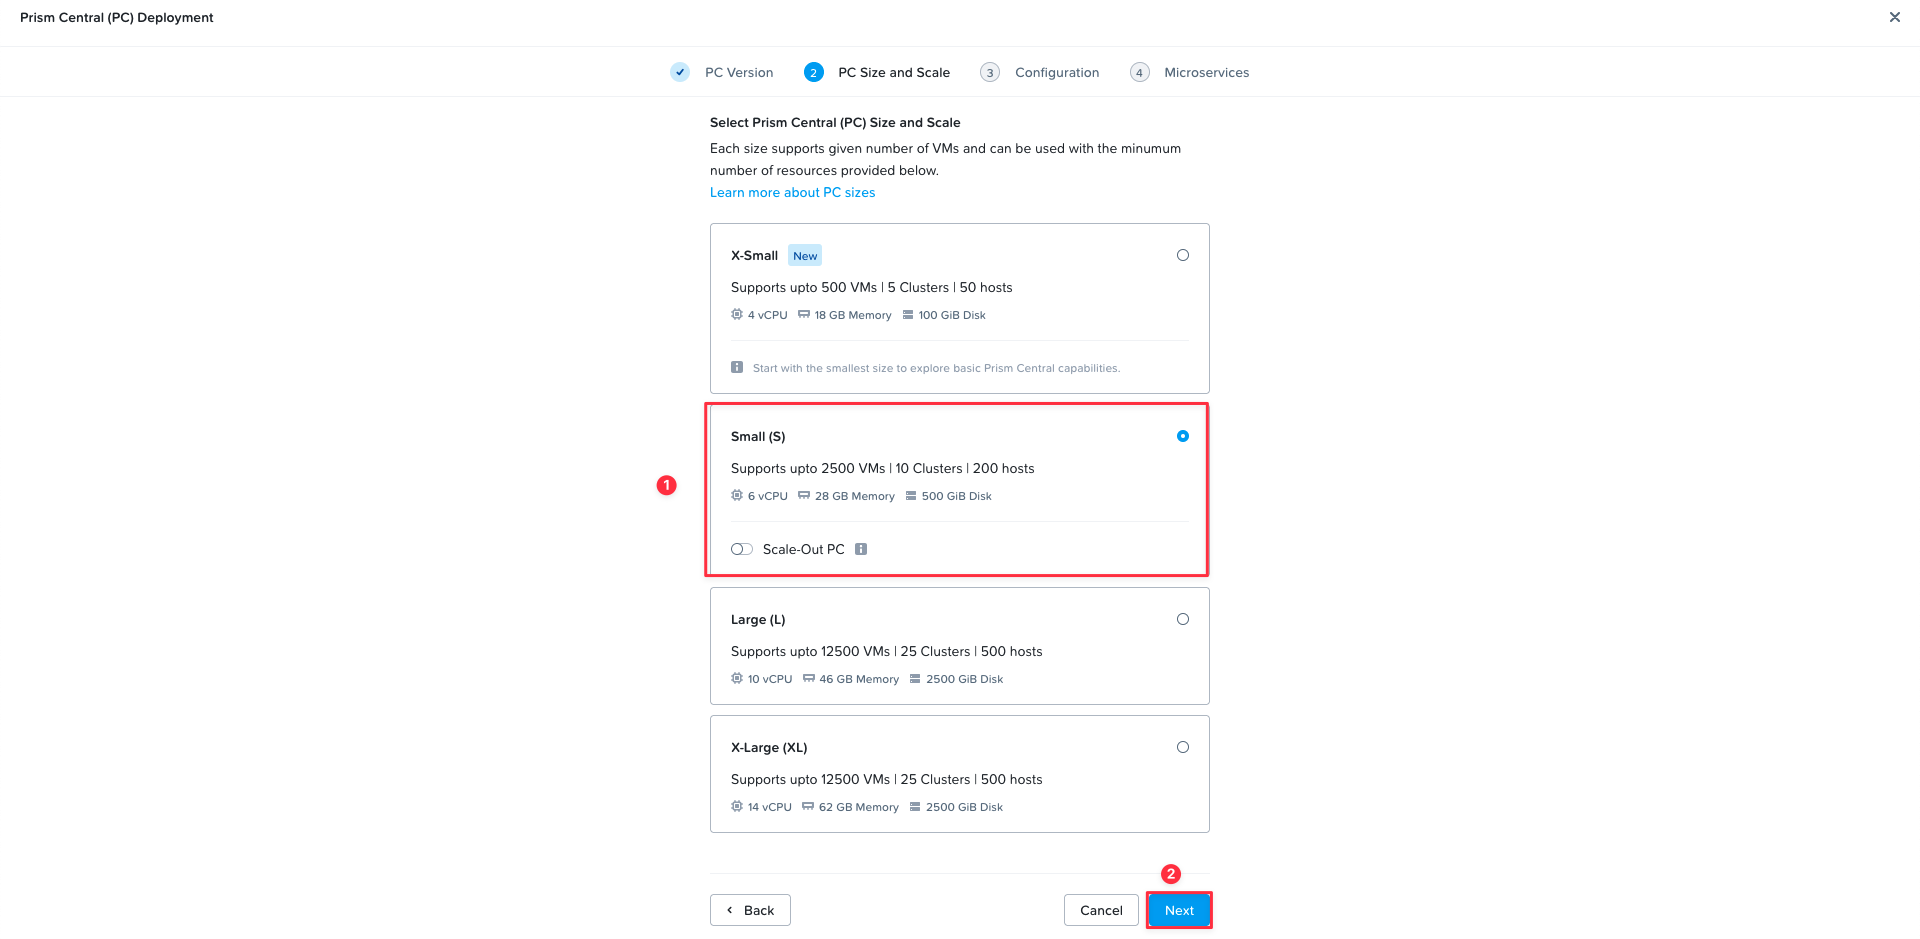 Prism Central (PC) Deployment
PC Version
2 PC Size and Scale
3 Configuration
4 Microservices
Select Prism Central (PC) Size and Scale
Each size supports given number of VMs and can be used with the minumum
number of resources provided below.
Learn more about PC sizes
X-Small New
Supports upto 500 VMs | 5 Clusters | 50 hosts
4 vCPU 18 GB Memory 100 GiB Disk
Start with the smallest size to explore basic Prism Central capabilities.
1
Small (S)
Supports upto 2500 VMs | 10 Clusters | 200 hosts
6 vCPU 28 GB Memory 500 GiB Disk
Scale-Out PC
Large (L)
Supports upto 12500 VMs | 25 Clusters | 500 hosts
10 vCPU 46 GB Memory 2500 GiB Disk
X-Large (XL)
Supports upto 12500 VMs | 25 Clusters | 500 hosts
14 vCPU 62 GB Memory 2500 GiB Disk
2
Back
Cancel
Next